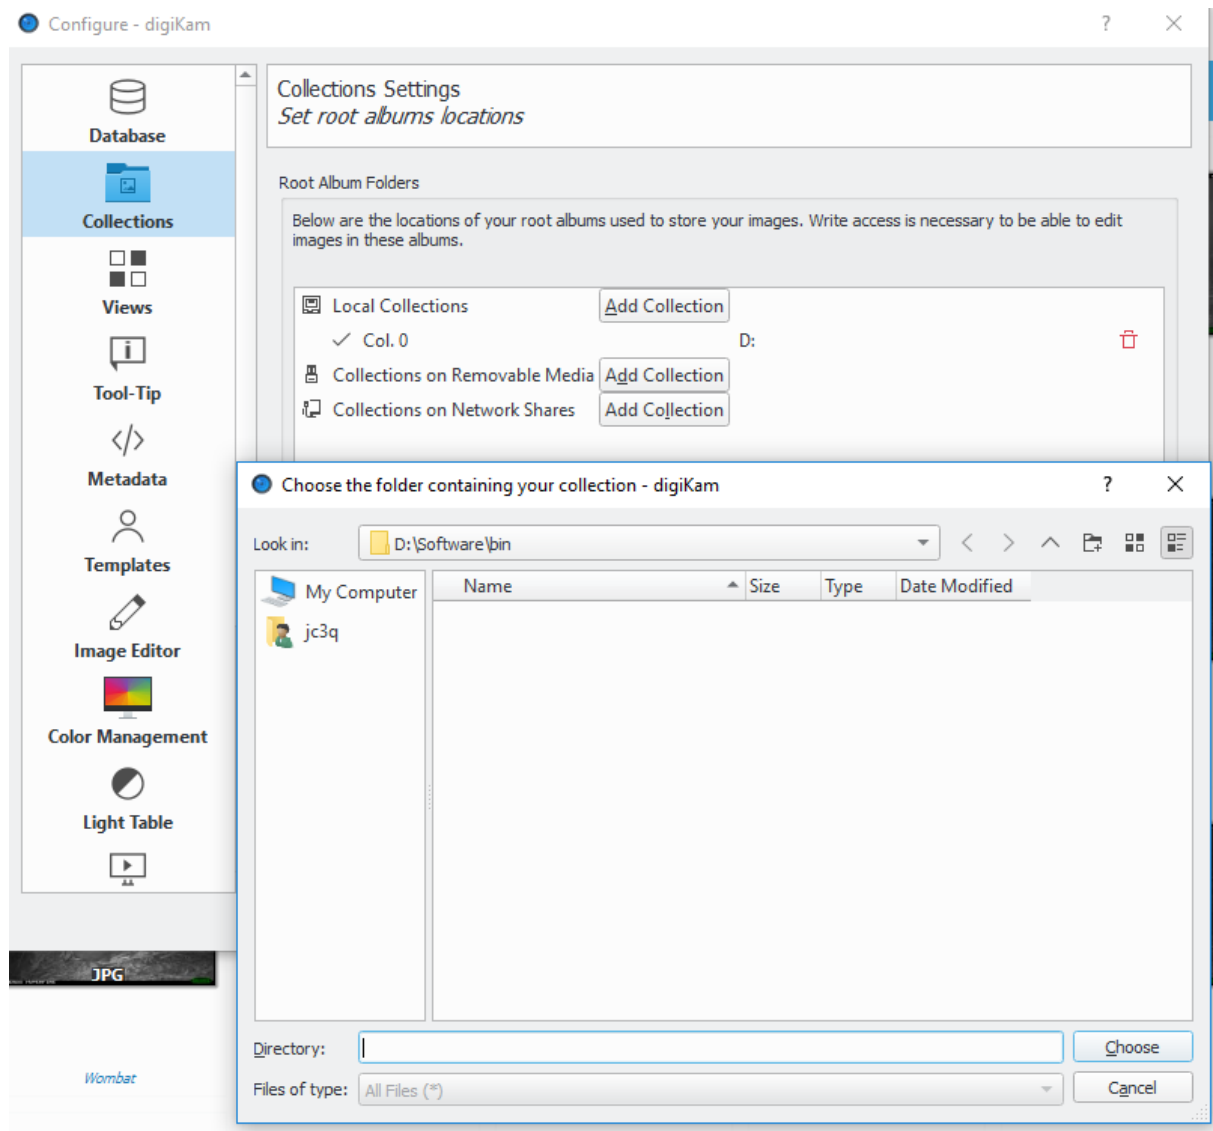 Configure - digiKam
?
Database
Collections
Views
Tool-Tip
Metadata
Templates
Image Editor
Color Management
Light Table
Collections Settings
Set root albums locations
Root Album Folders
Below are the locations of your root albums used to store your images. Write access is necessary to be able to edit
images in these albums.
Local Collections Add Collection
Col. 0 D:
Collections on Removable Media Add Collection
Collections on Network Shares Add Collection
Choose the folder containing your collection - digiKam
?
Look in: D:\Software\bin
My Computer
jc3q
Name Size Type Date Modified
Directory: Choose
Files of type: All Files (*) Cancel
JPG
Wombat